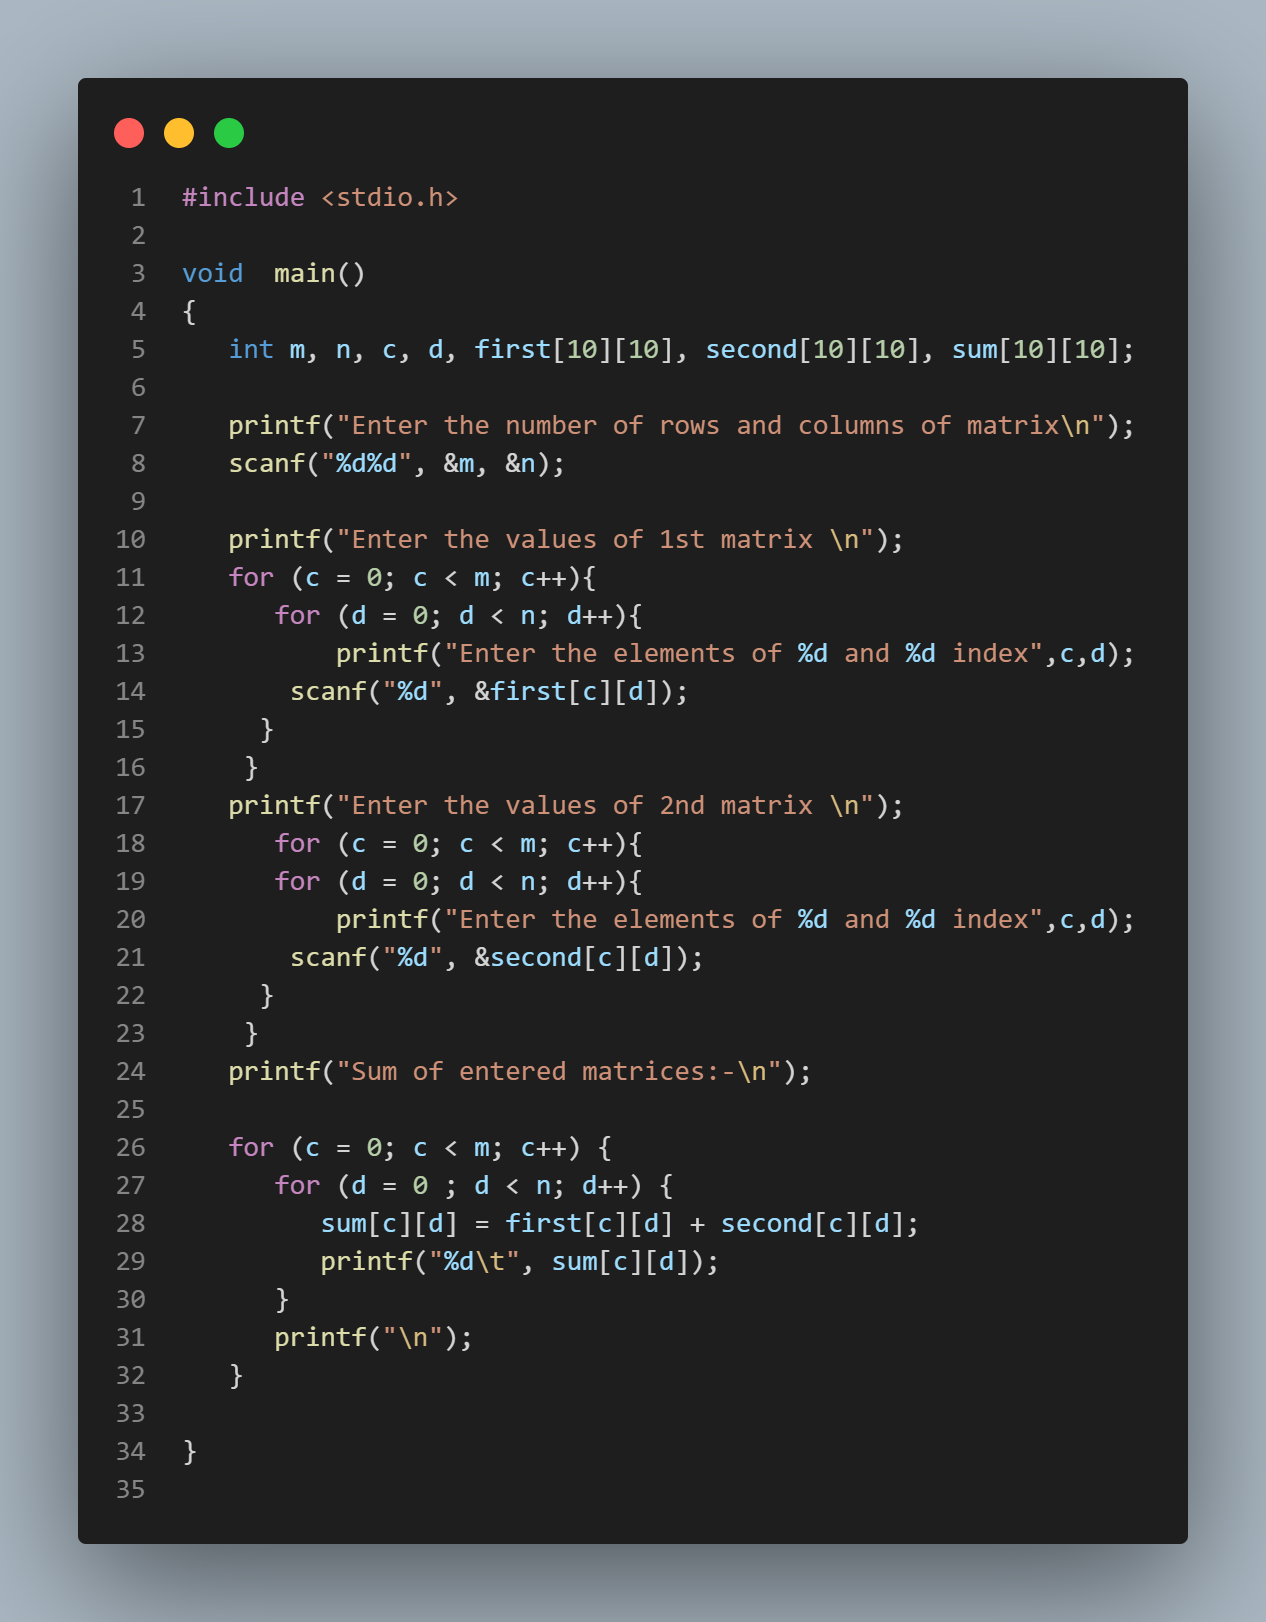 1 #include <stdio.h>
2
3 void  main()
4 {
5    int m, n, c, d, first[10][10], second[10][10], sum[10][10];
6
7    printf("Enter the number of rows and columns of matrix\n");
8    scanf("%d%d", &m, &n);
9
10    printf("Enter the values of 1st matrix \n");
11    for (c = 0; c < m; c++){
12       for (d = 0; d < n; d++){
13           printf("Enter the elements of %d and %d index",c,d);
14        scanf("%d", &first[c][d]);
15      }
16     }
17    printf("Enter the values of 2nd matrix \n");
18       for (c = 0; c < m; c++){
19       for (d = 0; d < n; d++){
20           printf("Enter the elements of %d and %d index",c,d);
21        scanf("%d", &second[c][d]);
22      }
23     }
24    printf("Sum of entered matrices:-\n");
25
26    for (c = 0; c < m; c++) {
27       for (d = 0 ; d < n; d++) {
28          sum[c][d] = first[c][d] + second[c][d];
29          printf("%d\t", sum[c][d]);
30       }
31       printf("\n");
32    }
33
34 }
35